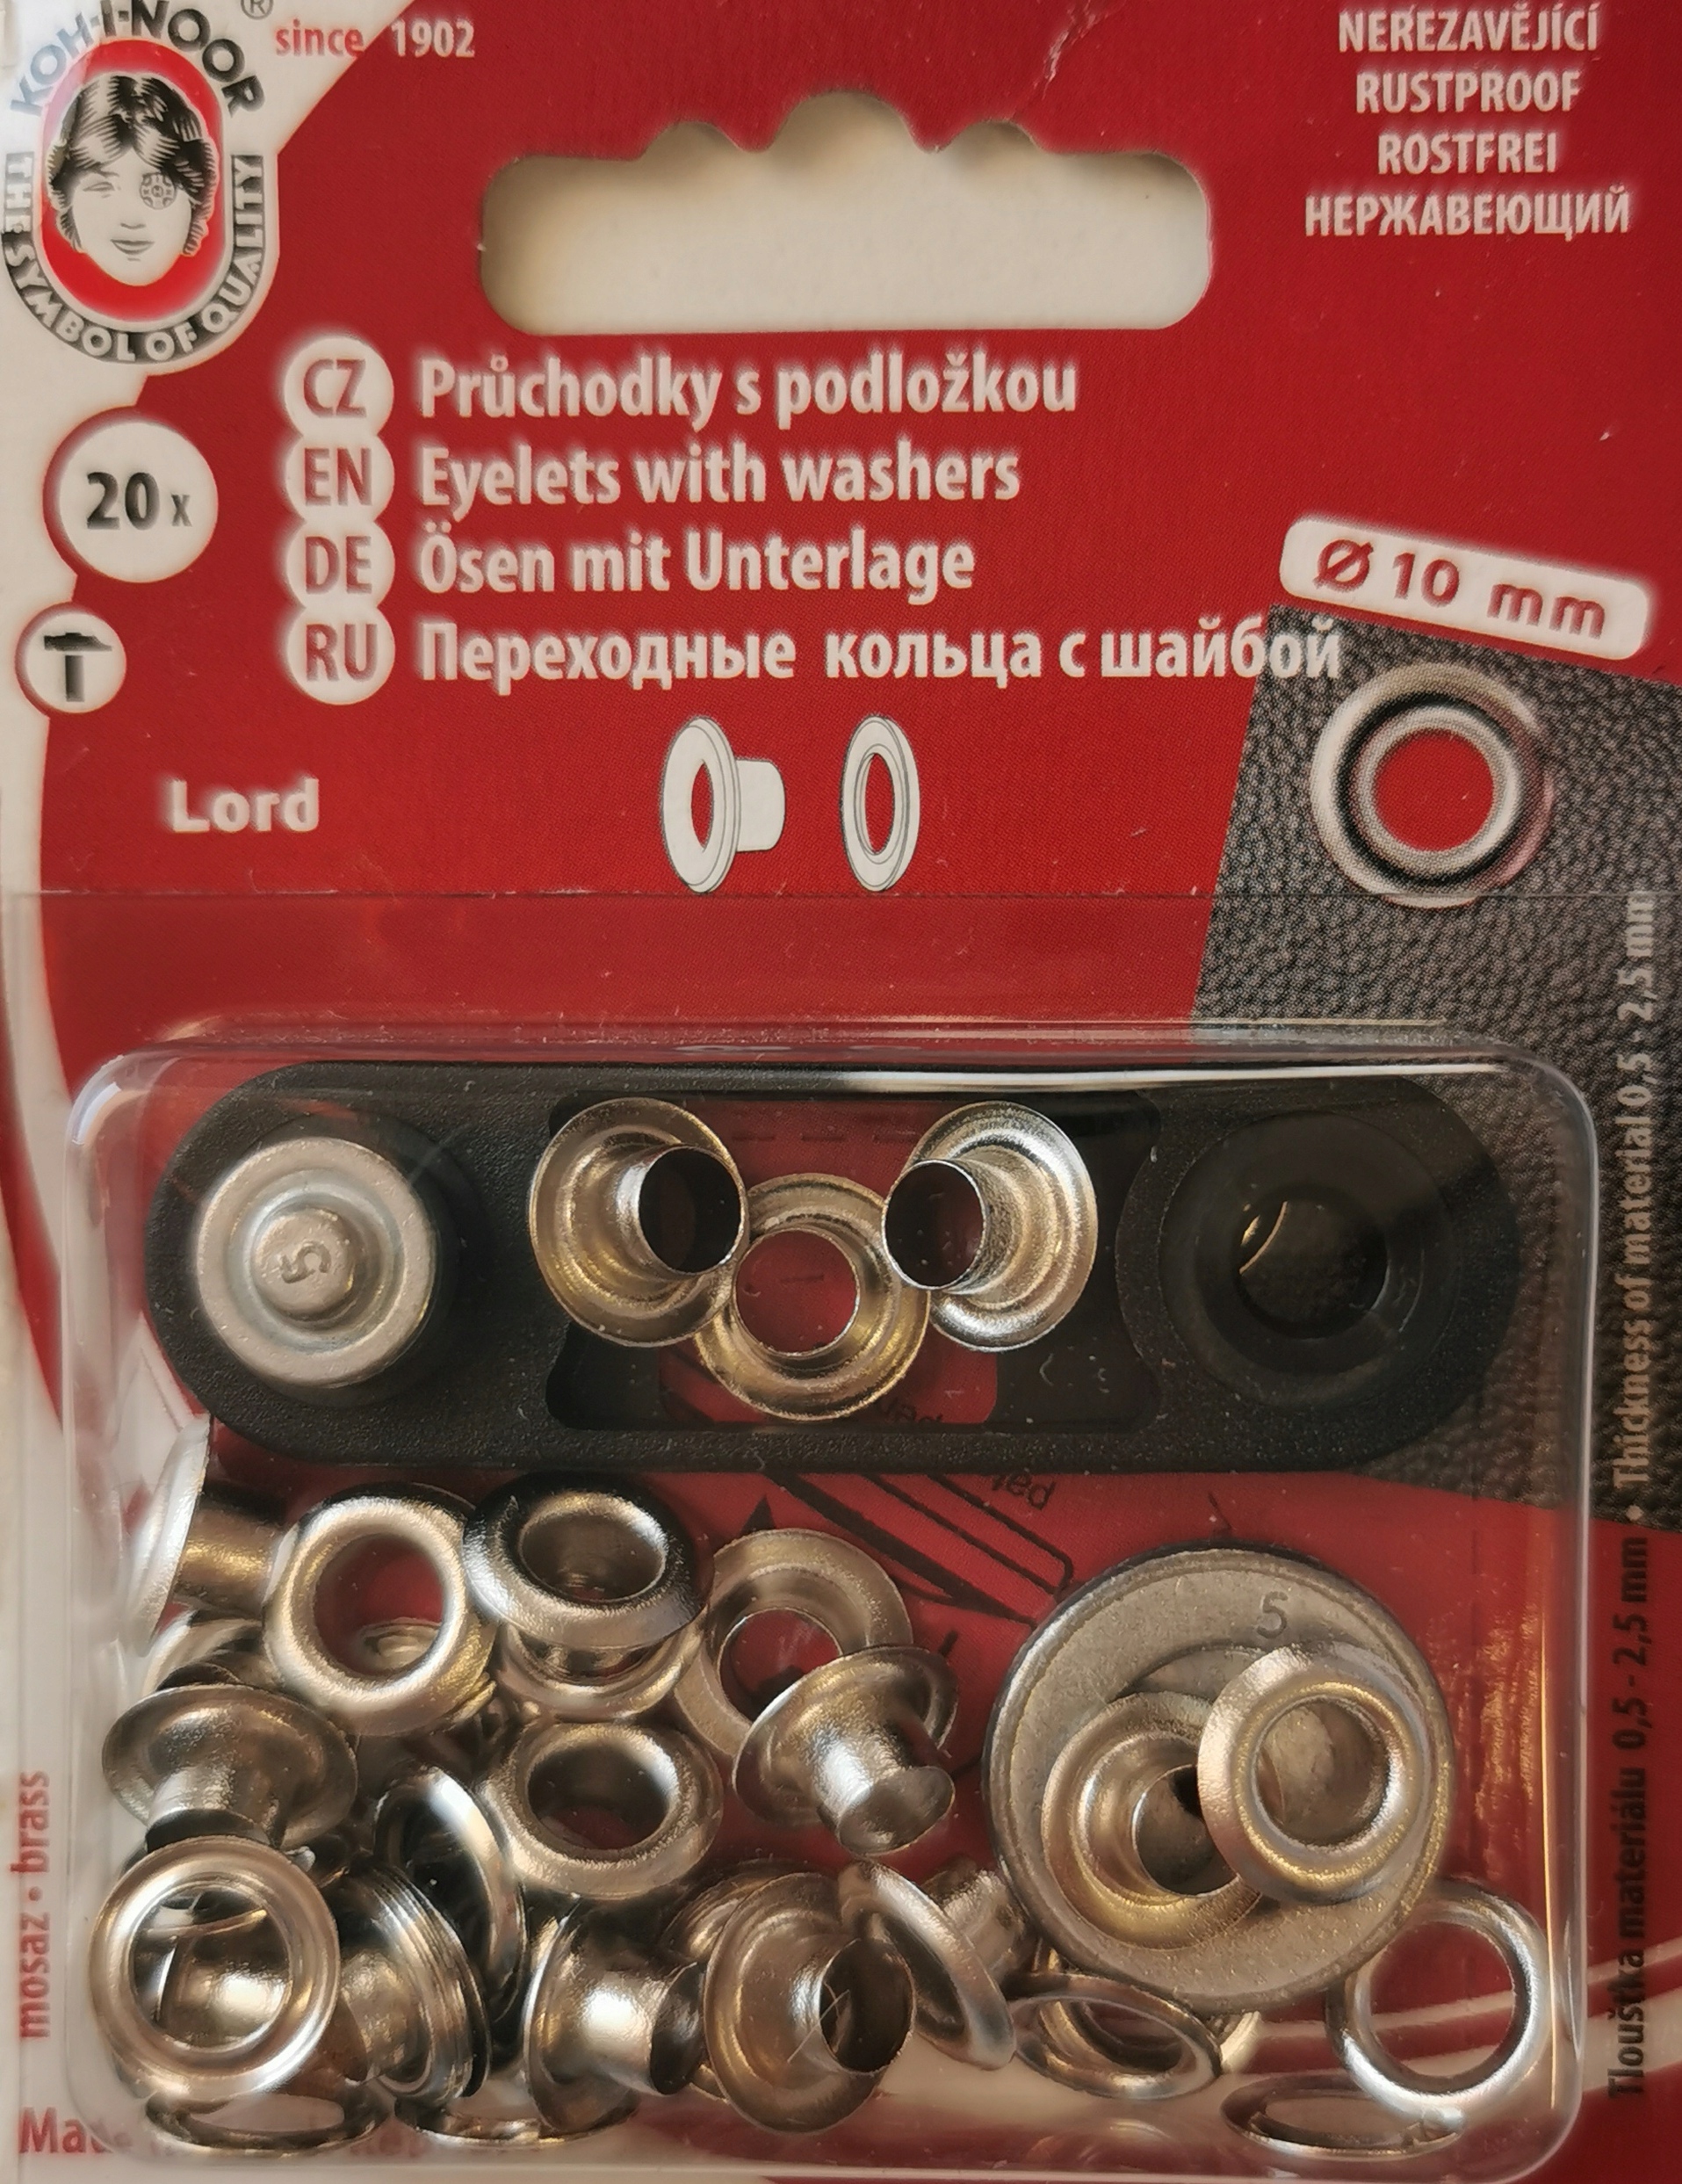 KOH-I-NOOR ®
THE SYMBOL OF QUALITY
since 1902
NEREZAVĚJÍCÍ
RUSTPROOF
ROSTFREI
НЕРЖАВЕЮЩИЙ
20 x
CZ Průchodky s podložkou
EN Eyelets with washers
DE Ösen mit Unterlage
RU Переходные кольца с шайбой
Ø 10 mm
Lord
5
5
Tloušťka materiálu 0,5 - 2,5 mm • Thickness of material 0,5 - 2,5 mm
mosaz • brass